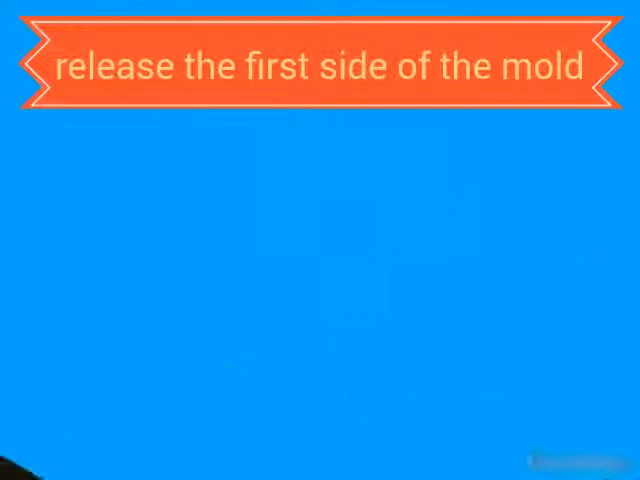 release the first side of the mold